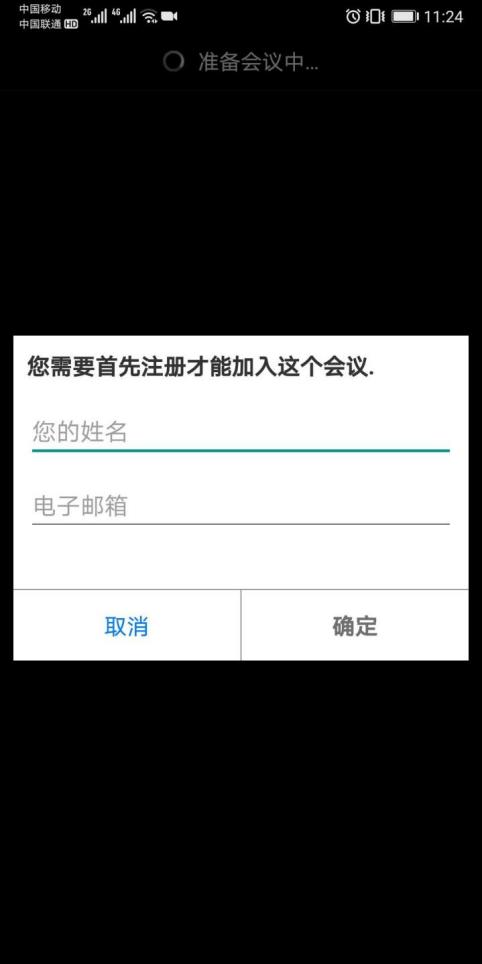 中国移动
中国联通 HD
2G 4G
11:24
准备会议中...
您需要首先注册才能加入这个会议.
您的姓名
电子邮箱
取消 确定